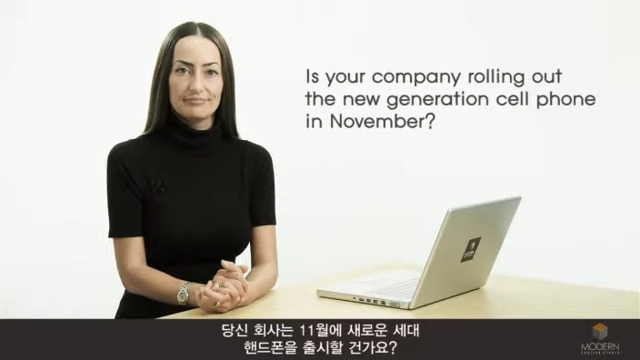 Is your company rolling out
the new generation cell phone
in November?
당신 회사는 11월에 새로운 세대
핸드폰을 출시할 건가요?
MODERN